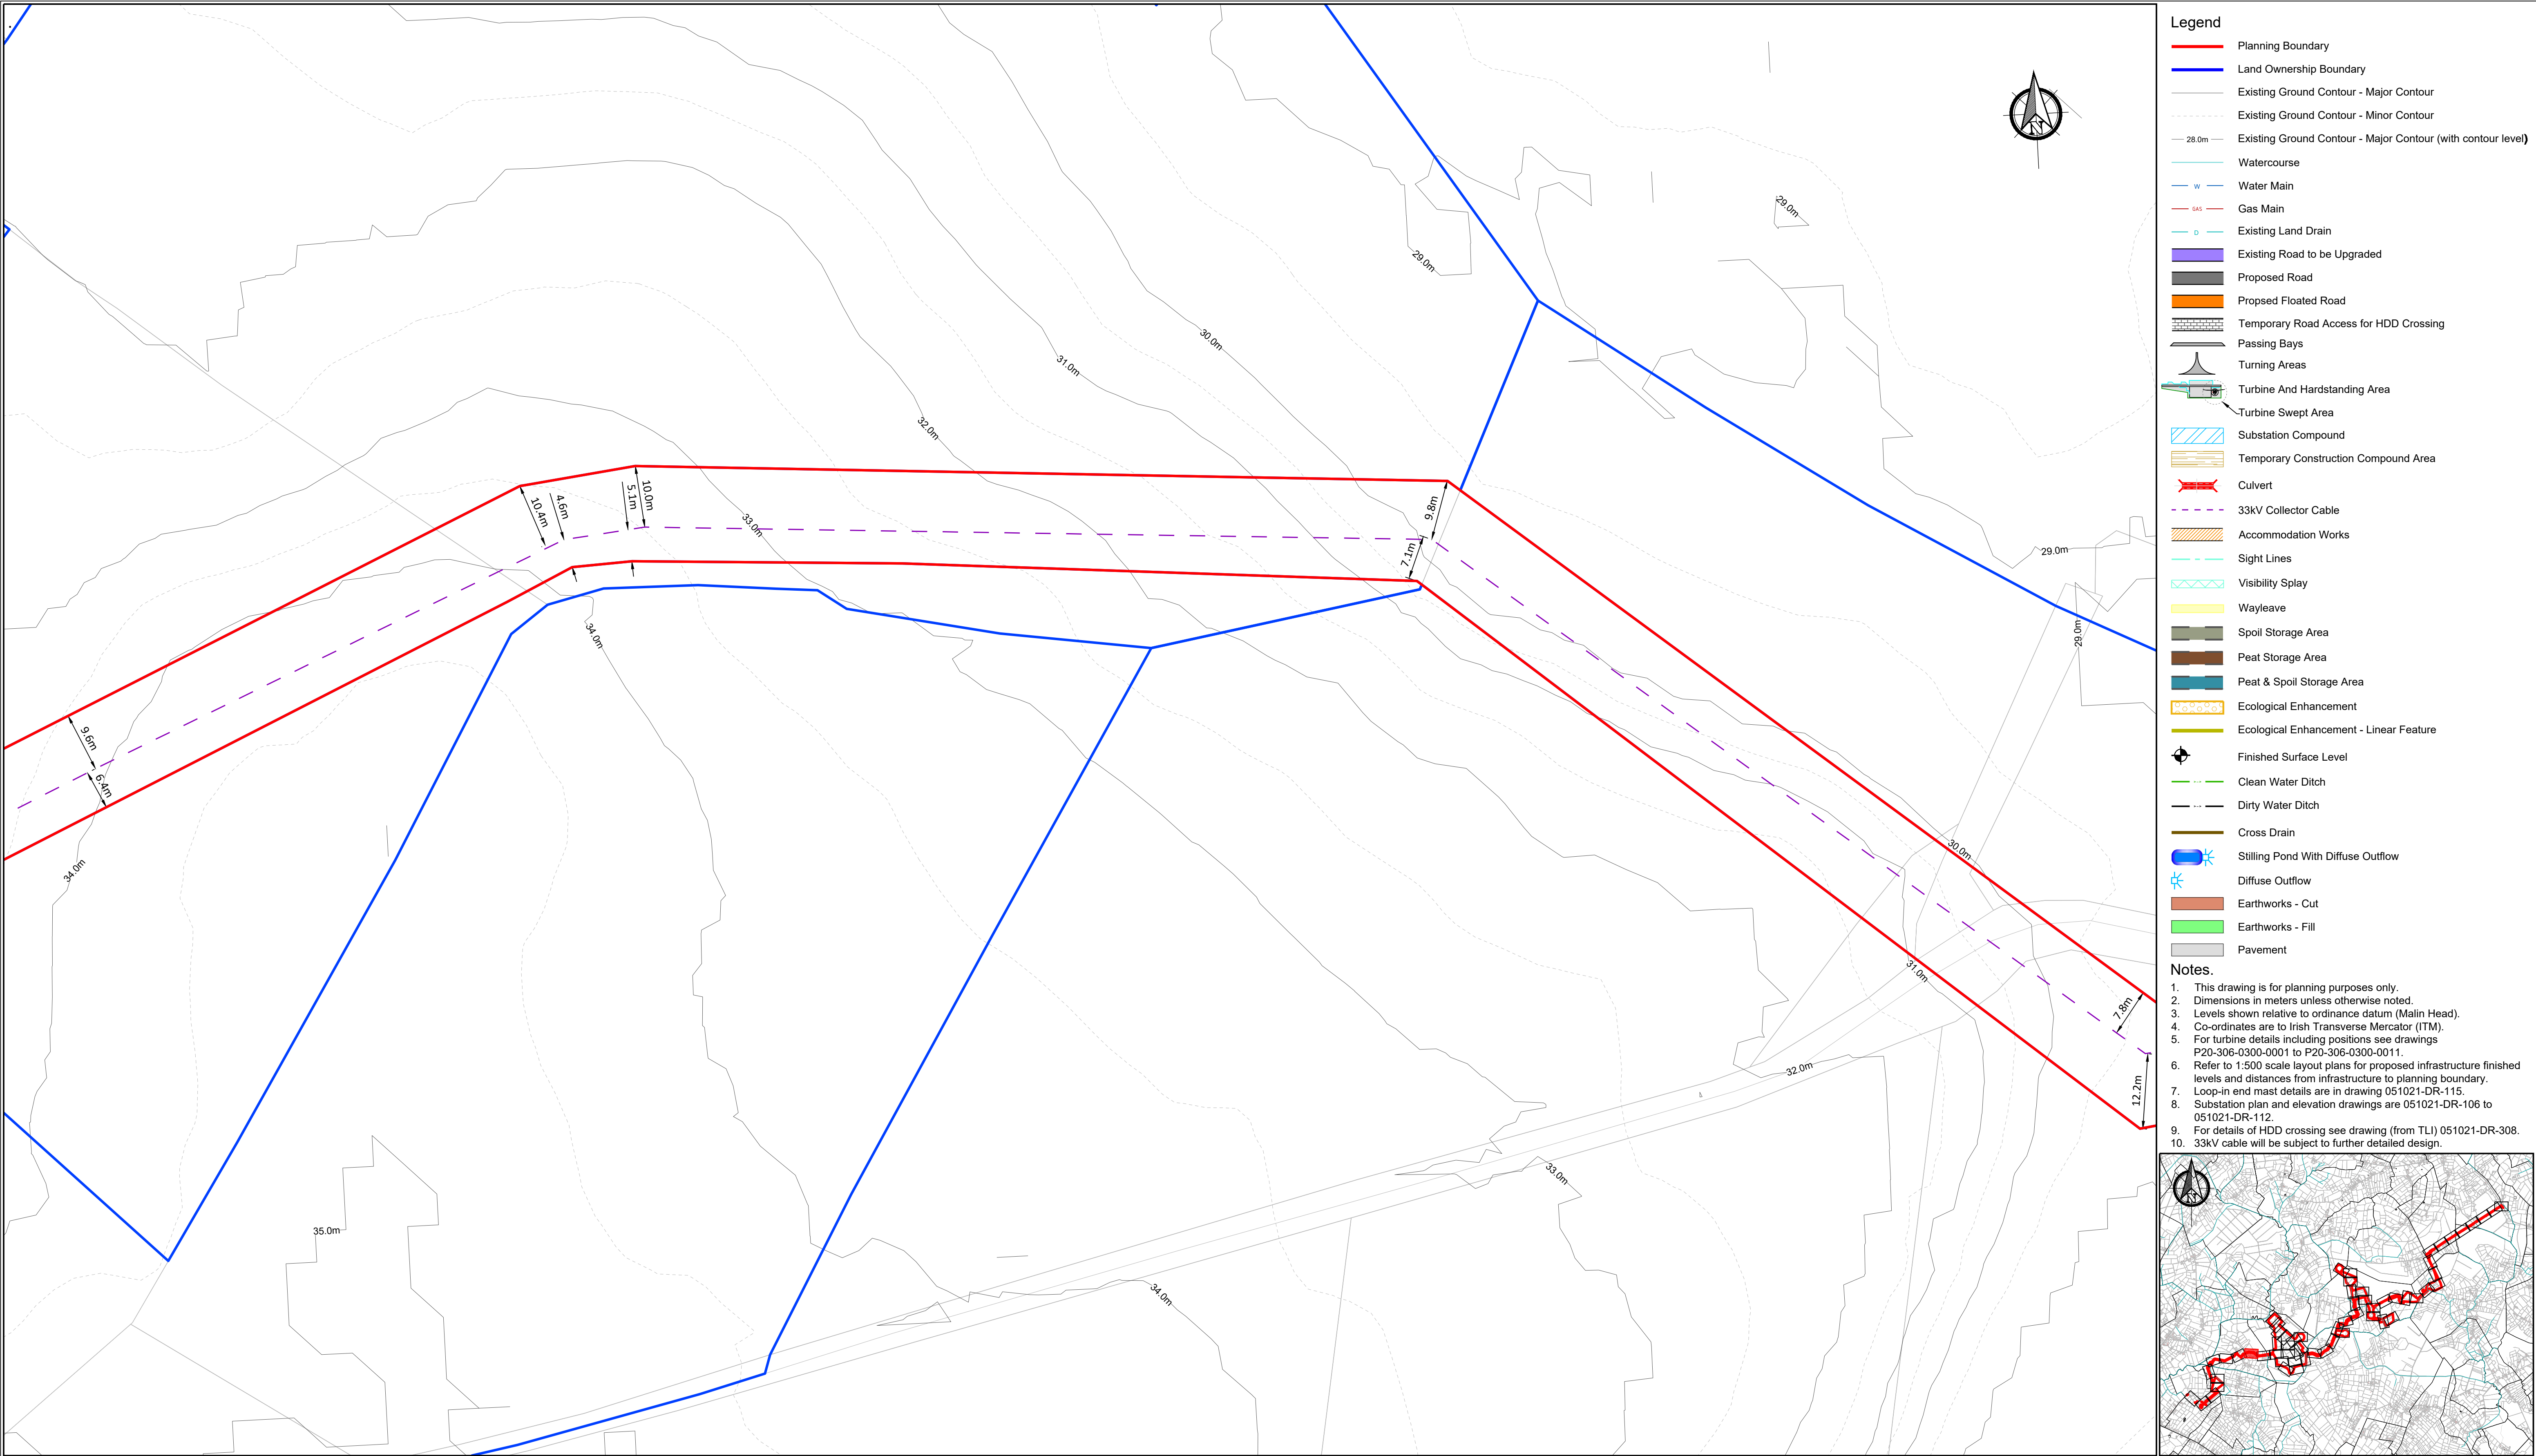 29.0m
29.0m
30.0m
31.0m
32.0m
10.0m
5.1m
4.6m
10.4m
33.0m
9.8m
7.1m
29.0m
29.0m
34.0m
9.6m
6.4m
34.0m
30.0m
31.0m
7.8m
12.2m
32.0m
33.0m
35.0m
34.0m
N
Legend
Planning Boundary
Land Ownership Boundary
Existing Ground Contour - Major Contour
Existing Ground Contour - Minor Contour
28.0m Existing Ground Contour - Major Contour (with contour level)
Watercourse
W Water Main
GAS Gas Main
D Existing Land Drain
Existing Road to be Upgraded
Proposed Road
Propsed Floated Road
Temporary Road Access for HDD Crossing
Passing Bays
Turning Areas
Turbine And Hardstanding Area
Turbine Swept Area
Substation Compound
Temporary Construction Compound Area
Culvert
33kV Collector Cable
Accommodation Works
Sight Lines
Visibility Splay
Wayleave
Spoil Storage Area
Peat Storage Area
Peat & Spoil Storage Area
Ecological Enhancement
Ecological Enhancement - Linear Feature
Finished Surface Level
Clean Water Ditch
Dirty Water Ditch
Cross Drain
Stilling Pond With Diffuse Outflow
Diffuse Outflow
Earthworks - Cut
Earthworks - Fill
Pavement
Notes.
1. This drawing is for planning purposes only.
2. Dimensions in meters unless otherwise noted.
3. Levels shown relative to ordinance datum (Malin Head).
4. Co-ordinates are to Irish Transverse Mercator (ITM).
5. For turbine details including positions see drawings
P20-306-0300-0001 to P20-306-0300-0011.
6. Refer to 1:500 scale layout plans for proposed infrastructure finished
levels and distances from infrastructure to planning boundary.
7. Loop-in end mast details are in drawing 051021-DR-115.
8. Substation plan and elevation drawings are 051021-DR-106 to
051021-DR-112.
9. For details of HDD crossing see drawing (from TLI) 051021-DR-308.
10. 33kV cable will be subject to further detailed design.
N